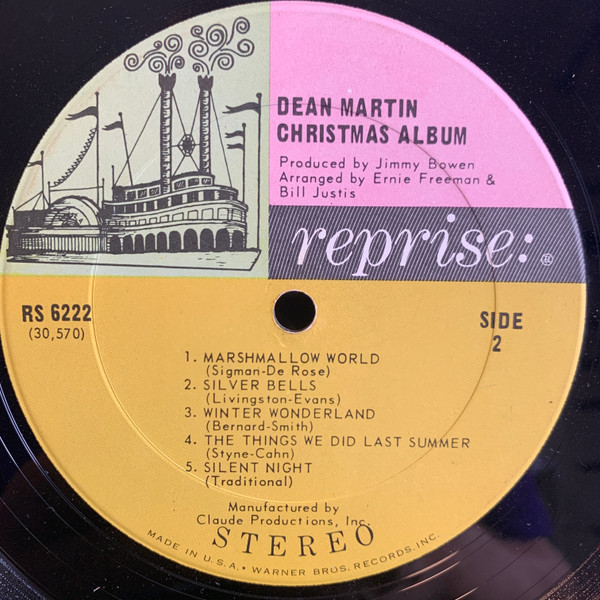 DEAN MARTIN
CHRISTMAS ALBUM
Produced by Jimmy Bowen
Arranged by Ernie Freeman &
Bill Justis
reprise:®
RS 6222
(30,570)
SIDE
2
1. MARSHMALLOW WORLD
(Sigman-De Rose)
2. SILVER BELLS
(Livingston-Evans)
3. WINTER WONDERLAND
(Bernard-Smith)
4. THE THINGS WE DID LAST SUMMER
(Styne-Cahn)
5. SILENT NIGHT
(Traditional)
Manufactured by
Claude Productions, Inc.
STEREO
MADE IN U.S.A. • WARNER BROS. RECORDS, INC.